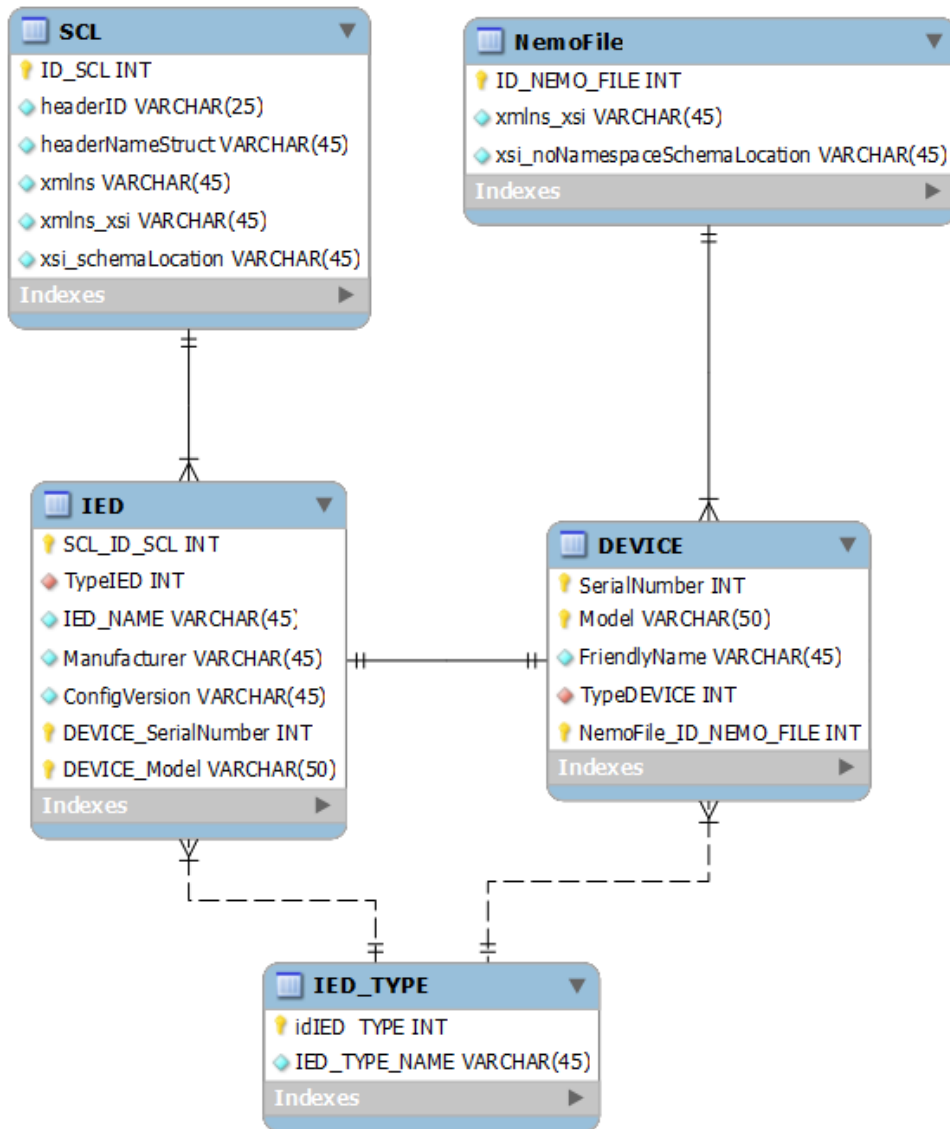 SCL
ID_SCL INT
headerID VARCHAR(25)
headerNameStruct VARCHAR(45)
xmlns VARCHAR(45)
xmlns_xsi VARCHAR(45)
xsi_schemaLocation VARCHAR(45)
Indexes
NemoFile
ID_NEMO_FILE INT
xmlns_xsi VARCHAR(45)
xsi_noNamespaceSchemaLocation VARCHAR(45)
Indexes
IED
SCL_ID_SCL INT
TypeIED INT
IED_NAME VARCHAR(45)
Manufacturer VARCHAR(45)
ConfigVersion VARCHAR(45)
DEVICE_SerialNumber INT
DEVICE_Model VARCHAR(50)
Indexes
DEVICE
SerialNumber INT
Model VARCHAR(50)
FriendlyName VARCHAR(45)
TypeDEVICE INT
NemoFile_ID_NEMO_FILE INT
Indexes
IED_TYPE
idIED_TYPE INT
IED_TYPE_NAME VARCHAR(45)
Indexes